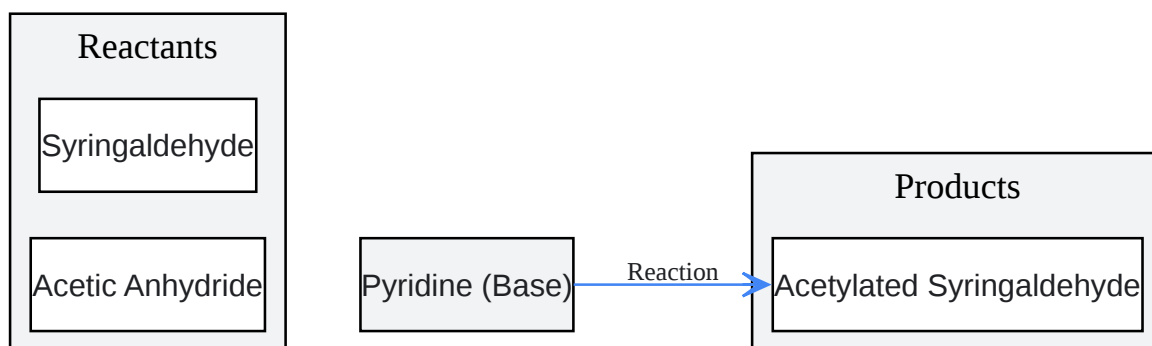 Reactants
Syringaldehyde
Acetic Anhydride
Pyridine (Base)
Reaction
Products
Acetylated Syringaldehyde